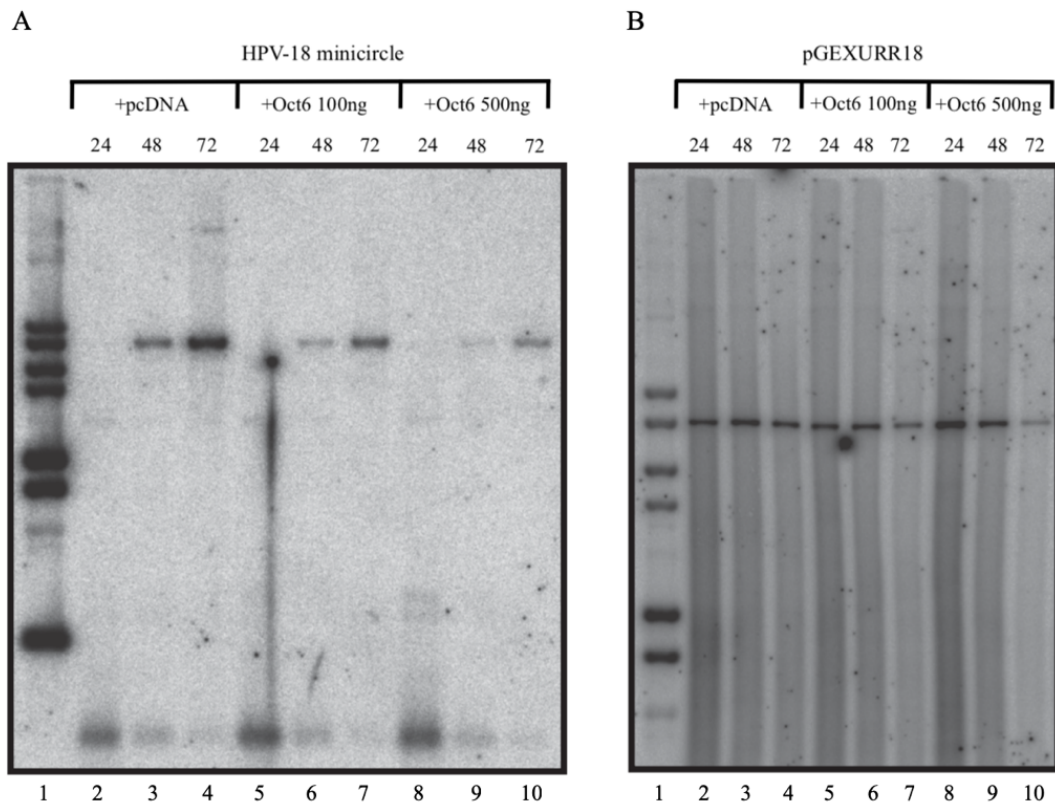 A
HPV-18 minicircle
+pcDNA +Oct6 100ng +Oct6 500ng
24 48 72 24 48 72 24 48 72
1 2 3 4 5 6 7 8 9 10
B
pGEXURR18
+pcDNA +Oct6 100ng +Oct6 500ng
24 48 72 24 48 72 24 48 72
1 2 3 4 5 6 7 8 9 10